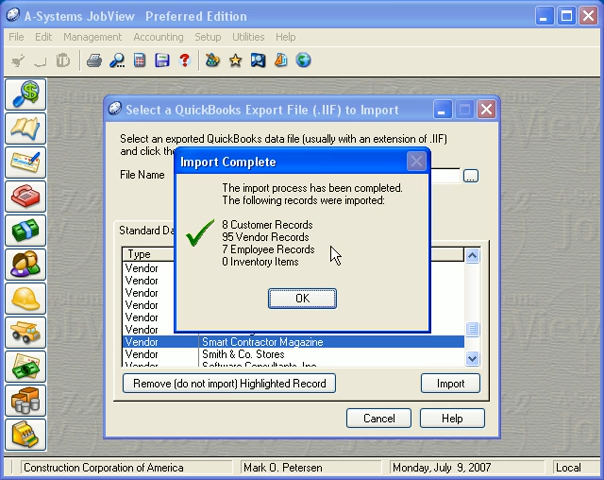 A-Systems JobView   Preferred Edition
File Edit Management Accounting Setup Utilities Help
Select a QuickBooks Export File (.IIF) to Import
Select an exported QuickBooks data file (usually with an extension of .IIF)
and click the
File Name
...
Import Complete
The import process has been completed.
The following records were imported:
8 Customer Records
95 Vendor Records
7 Employee Records
0 Inventory Items
OK
Standard Da
Type
Vendor
Vendor
Vendor
Vendor
Vendor
Vendor
Vendor Smart Contractor Magazine
Vendor Smith & Co. Stores
Vendor Software Consultants, Inc.
Remove (do not import) Highlighted Record
Import
Cancel
Help
Construction Corporation of America Mark O. Petersen Monday, July 9, 2007 Local